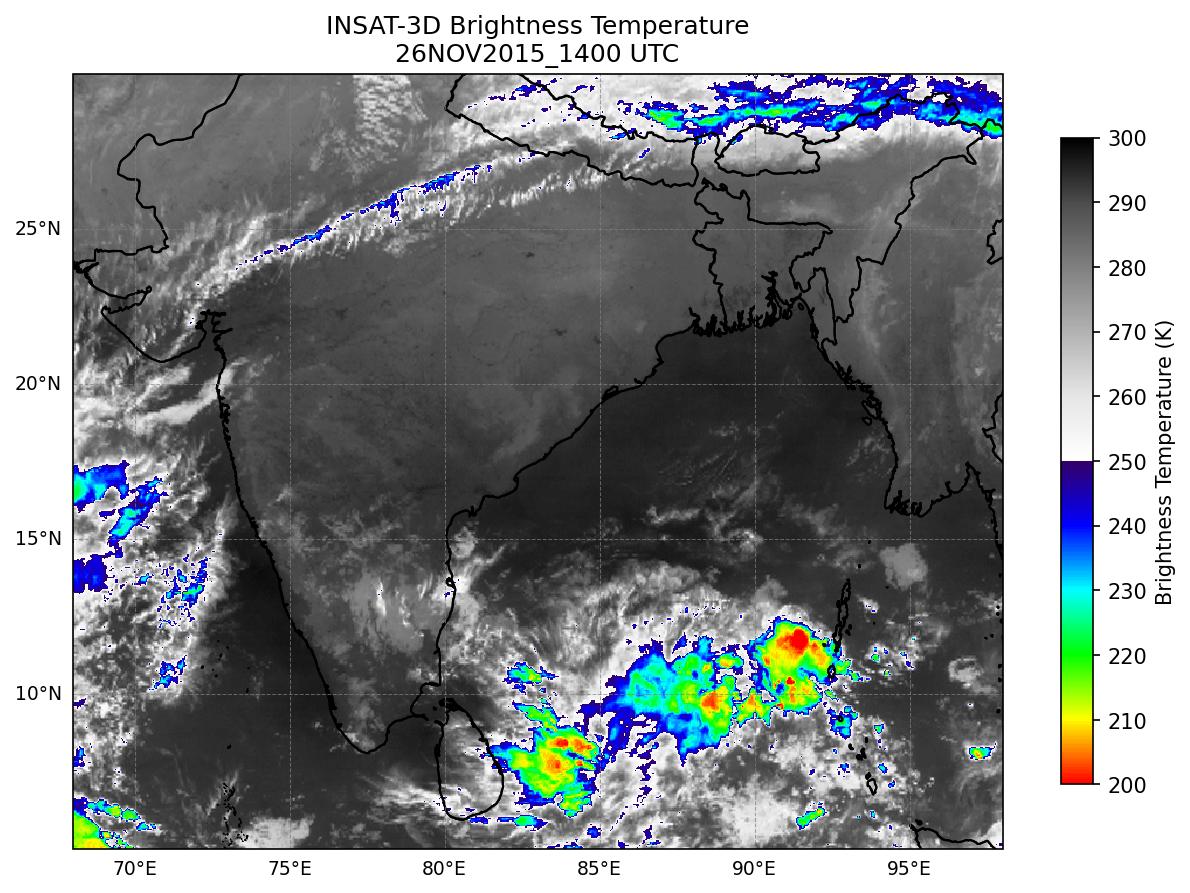 INSAT-3D Brightness Temperature
26NOV2015_1400 UTC
25°N
20°N
15°N
10°N
70°E
75°E
80°E
85°E
90°E
95°E
300
290
280
270
260
250
240
230
220
210
200
Brightness Temperature (K)